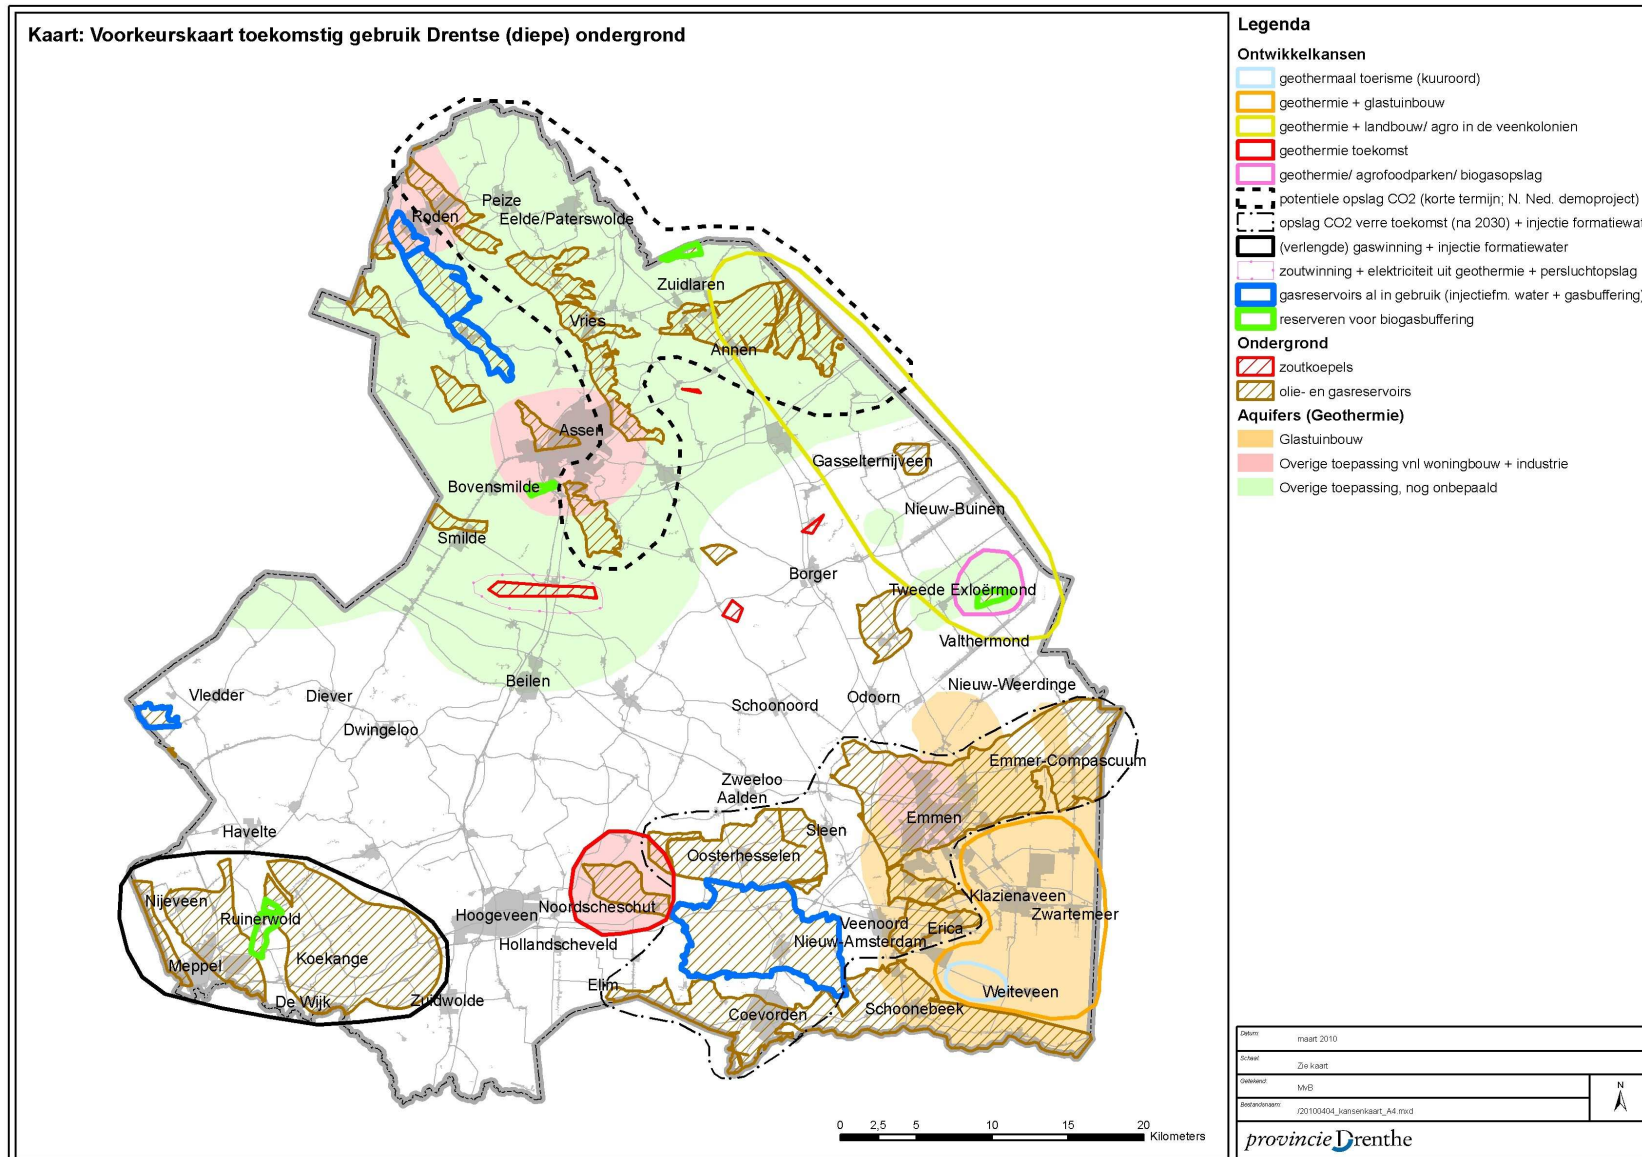 Kaart: Voorkeurskaart toekomstig gebruik Drentse (diepe) ondergrond
Legenda
Ontwikkelkansen
geothermaal toerisme (kuuroord)
geothermie + glastuinbouw
geothermie + landbouw/ agro in de veenkolonien
geothermie toekomst
geothermie/ agrofoodparken/ biogasopslag
potentiele opslag CO2 (korte termijn; N. Ned. demoproject)
opslag CO2 verre toekomst (na 2030) + injectie formatiewat
(verlengde) gaswinning + injectie formatiewater
zoutwinning + elektriciteit uit geothermie + persluchtopslag
gasreservoirs al in gebruik (injectiefm. water + gasbuffering)
reserveren voor biogasbuffering
Ondergrond
zoutkoepels
olie- en gasreservoirs
Aquifers (Geothermie)
Glastuinbouw
Overige toepassing vnl woningbouw + industrie
Overige toepassing, nog onbepaald
Peize
Roden
Eelde/Paterswolde
Zuidlaren
Vries
Annen
Assen
Gasselternijveen
Bovensmilde
Nieuw-Buinen
Smilde
Borger
Tweede Exloërmond
Valthermond
Beilen
Nieuw-Weerdinge
Vledder
Diever
Odoorn
Schoonoord
Dwingeloo
Emmer-Compascuum
Zweeloo
Aalden
Emmen
Sleen
Havelte
Oosterhesselen
Klazienaveen
Nijeveen
Noordscheschut
Zwartemeer
Ruinerwold
Hoogeveen
Veenoord
Erica
Hollandscheveld
Nieuw-Amsterdam
Koekange
Meppel
Elim
Weiteveen
De Wijk
Zuidwolde
Schoonebeek
Coevorden
0 2,5 5 10 15 20
Kilometers
Datum: maart 2010
Schaal: Zie kaart
Getekend: MvB
Bestandsnaam: /20100404_kansenkaart_A4.mxd
N
provincie Drenthe